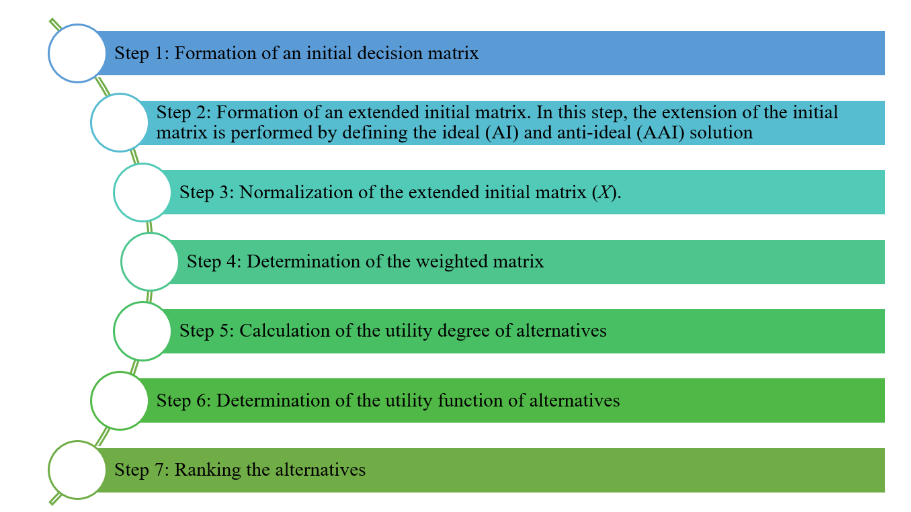 Step 1: Formation of an initial decision matrix
Step 2: Formation of an extended initial matrix. In this step, the extension of the initial
matrix is performed by defining the ideal (AI) and anti-ideal (AAI) solution
Step 3: Normalization of the extended initial matrix (X).
Step 4: Determination of the weighted matrix
Step 5: Calculation of the utility degree of alternatives
Step 6: Determination of the utility function of alternatives
Step 7: Ranking the alternatives